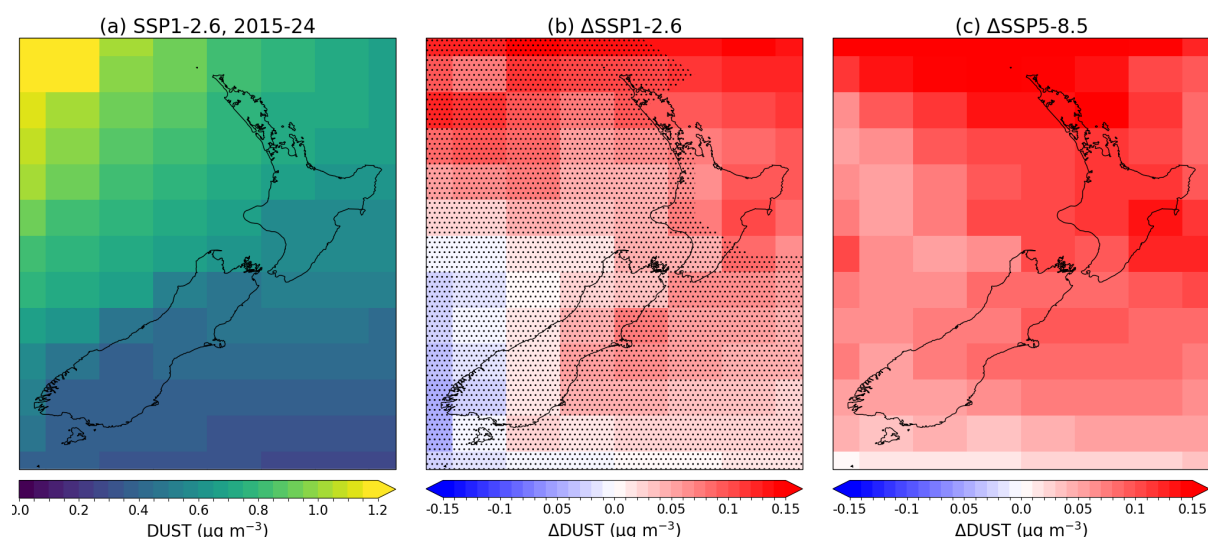 (a) SSP1-2.6, 2015-24
(b) ΔSSP1-2.6
(c) ΔSSP5-8.5
0.0 0.2 0.4 0.6 0.8 1.0 1.2
DUST (μg m⁻³)
-0.15 -0.1 -0.05 0.0 0.05 0.1 0.15
ΔDUST (μg m⁻³)
-0.15 -0.1 -0.05 0.0 0.05 0.1 0.15
ΔDUST (μg m⁻³)